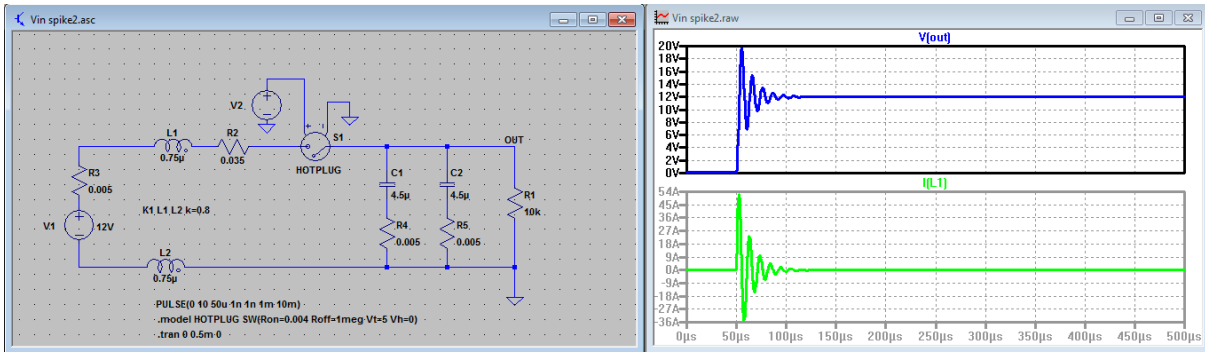 Vin spike2.asc
V2
L1
0.75µ
R2
0.035
S1
HOTPLUG
OUT
R3
0.005
V1
12V
K1 L1 L2 k=0.8
C1
4.5µ
C2
4.5µ
R1
10k
R4
0.005
R5
0.005
L2
0.75µ
PULSE(0 10 50u 1n 1n 1m 10m)
.model HOTPLUG SW(Ron=0.004 Roff=1meg Vt=5 Vh=0)
.tran 0 0.5m 0
Vin spike2.raw
V(out)
20V
18V
16V
14V
12V
10V
8V
6V
4V
2V
0V
I(L1)
54A
45A
36A
27A
18A
9A
0A
-9A
-18A
-27A
-36A
0µs 50µs 100µs 150µs 200µs 250µs 300µs 350µs 400µs 450µs 500µs